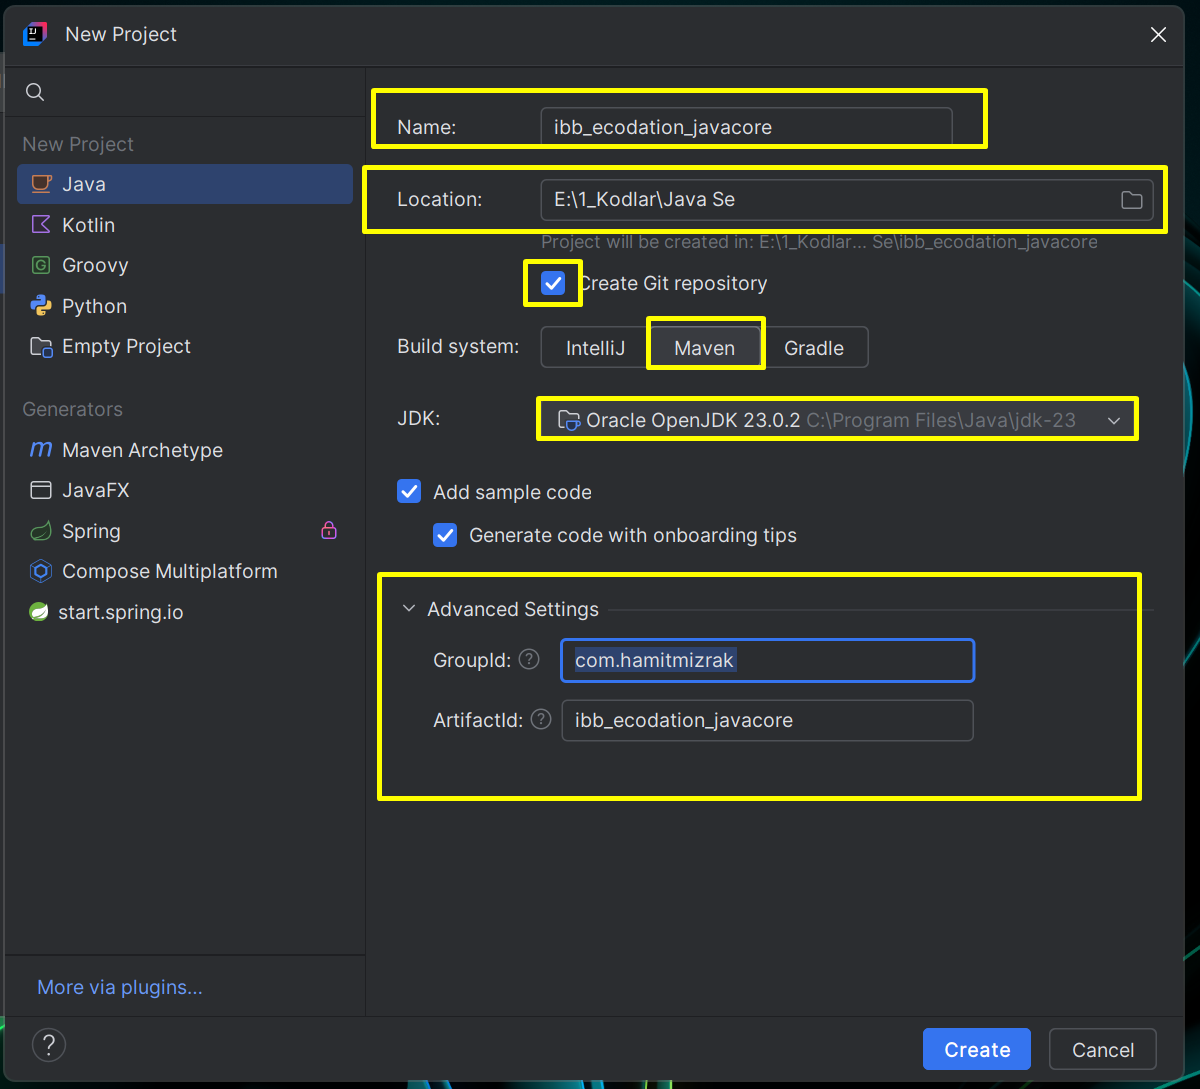 New Project
New Project
Java
Kotlin
Groovy
Python
Empty Project
Generators
Maven Archetype
JavaFX
Spring
Compose Multiplatform
start.spring.io
More via plugins...
Name: ibb_ecodation_javacore
Location: E:\1_Kodlar\Java Se
Project will be created in: E:\1_Kodlar... Se\ibb_ecodation_javacore
Create Git repository
Build system: IntelliJ Maven Gradle
JDK: Oracle OpenJDK 23.0.2 C:\Program Files\Java\jdk-23
Add sample code
Generate code with onboarding tips
Advanced Settings
GroupId: ? com.hamitmizrak
ArtifactId: ? ibb_ecodation_javacore
? Create Cancel